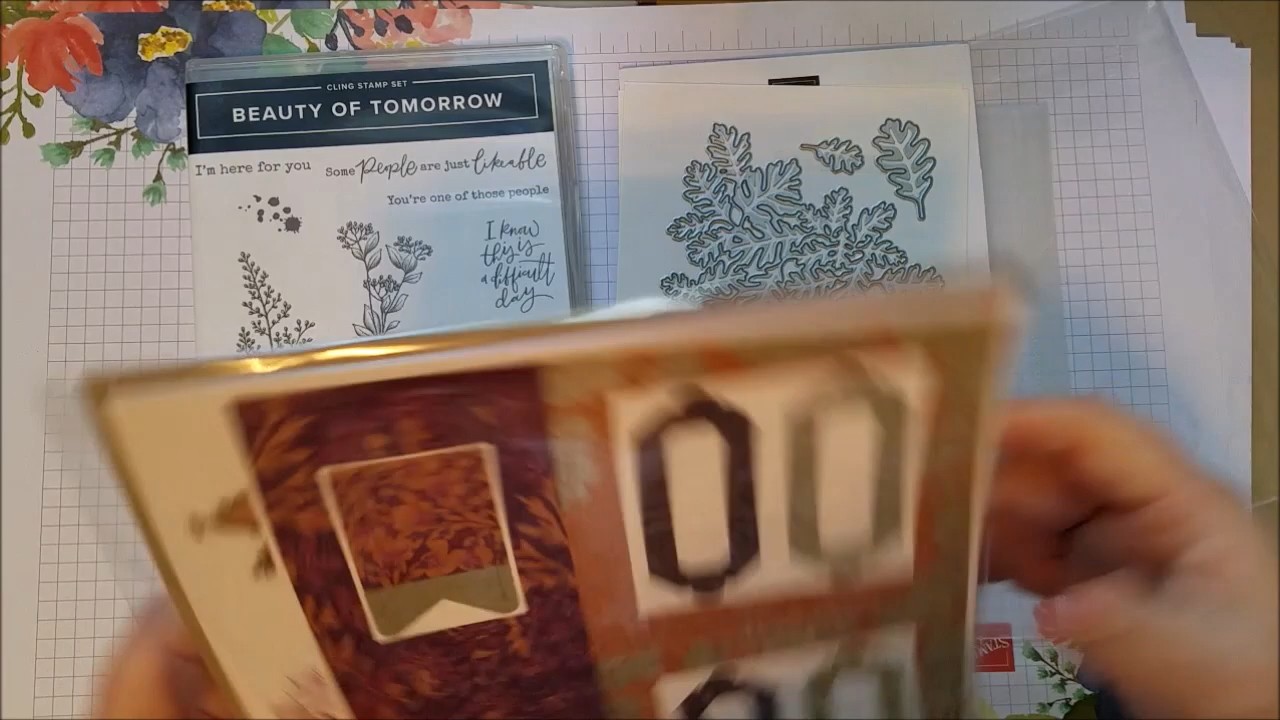 CLING STAMP SET
BEAUTY OF TOMORROW
I'm here for you
Some People are just likeable
You're one of those people
I know
this is
a difficult
day
STAM